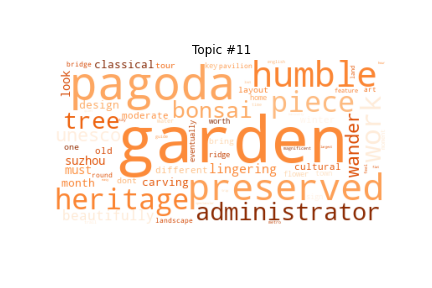 Topic #11
bridge classical tour key pavilion
look pagoda humble
design layout home feature art
tree moderate bonsai piece
unesco garden worth wander work
one old eventually bring
suzhou ridge
must different lingering cultural
month round dont carving preserved
heritage administrator
beautifully landscape
magnificent
land